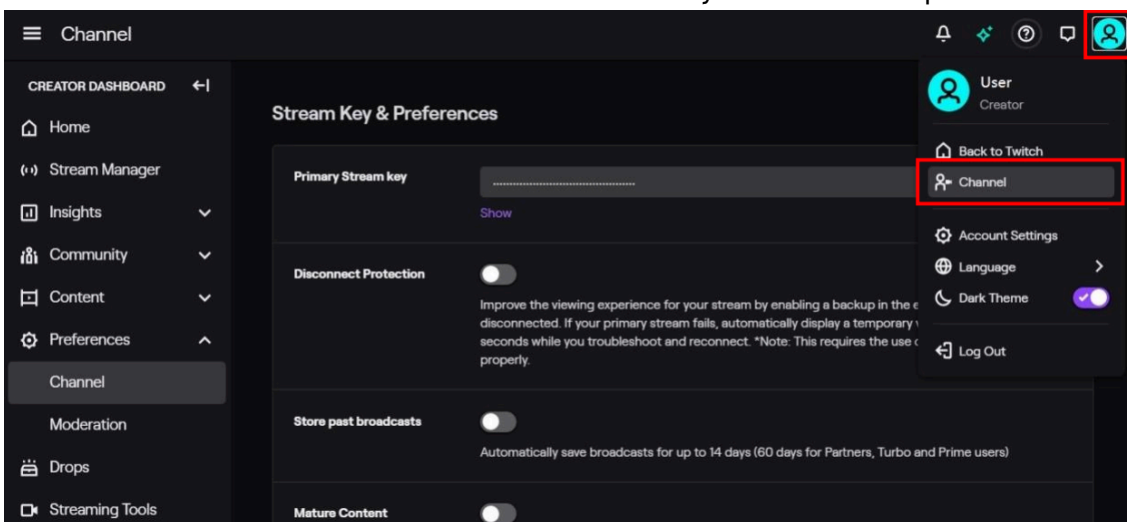 Channel
CREATOR DASHBOARD
Home
Stream Manager
Insights
Community
Content
Preferences
Channel
Moderation
Drops
Streaming Tools
Stream Key & Preferences
Primary Stream key
Show
Disconnect Protection
Improve the viewing experience for your stream by enabling a backup in the
disconnected. If your primary stream fails, automatically display a temporary
seconds while you troubleshoot and reconnect. *Note: This requires the use
properly.
Store past broadcasts
Automatically save broadcasts for up to 14 days (60 days for Partners, Turbo and Prime users)
Mature Content
User
Creator
Back to Twitch
Channel
Account Settings
Language
Dark Theme
Log Out